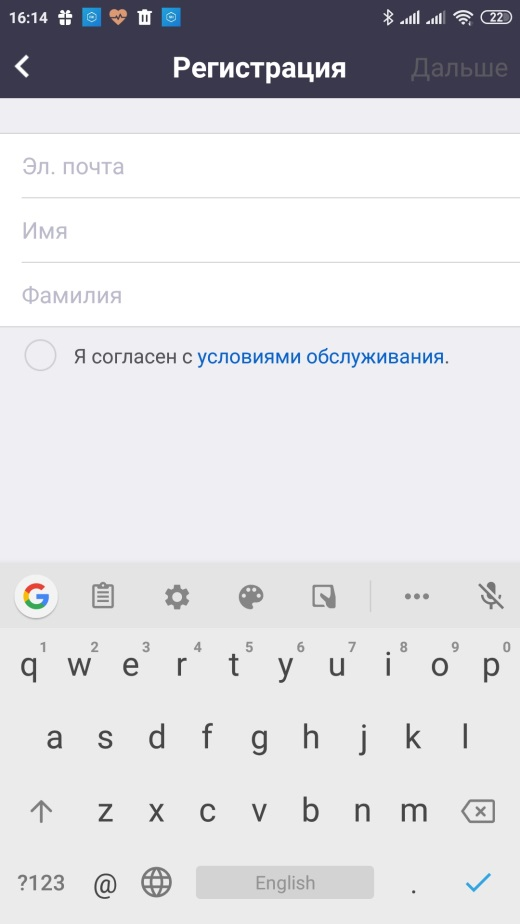 16:14 22
Регистрация Дальше
Эл. почта
Имя
Фамилия
Я согласен с условиями обслуживания.
G
1 2 3 4 5 6 7 8 9 0
q w e r t y u i o p
a s d f g h j k l
z x c v b n m
?123 @ English .